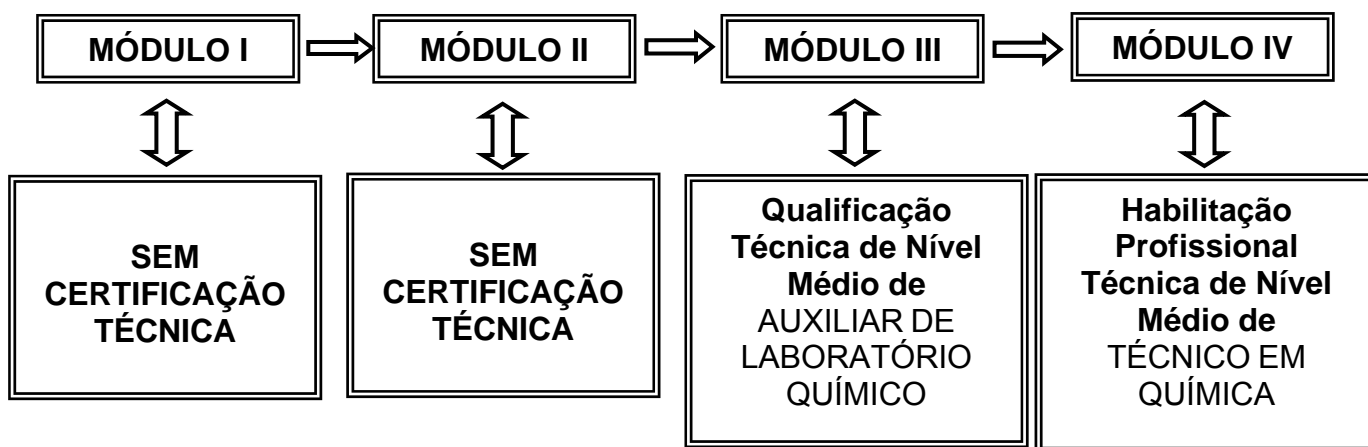 MÓDULO I
MÓDULO II
MÓDULO III
MÓDULO IV
SEM
CERTIFICAÇÃO
TÉCNICA
SEM
CERTIFICAÇÃO
TÉCNICA
Qualificação
Técnica de Nível
Médio de
AUXILIAR DE
LABORATÓRIO
QUÍMICO
Habilitação
Profissional
Técnica de Nível
Médio de
TÉCNICO EM
QUÍMICA